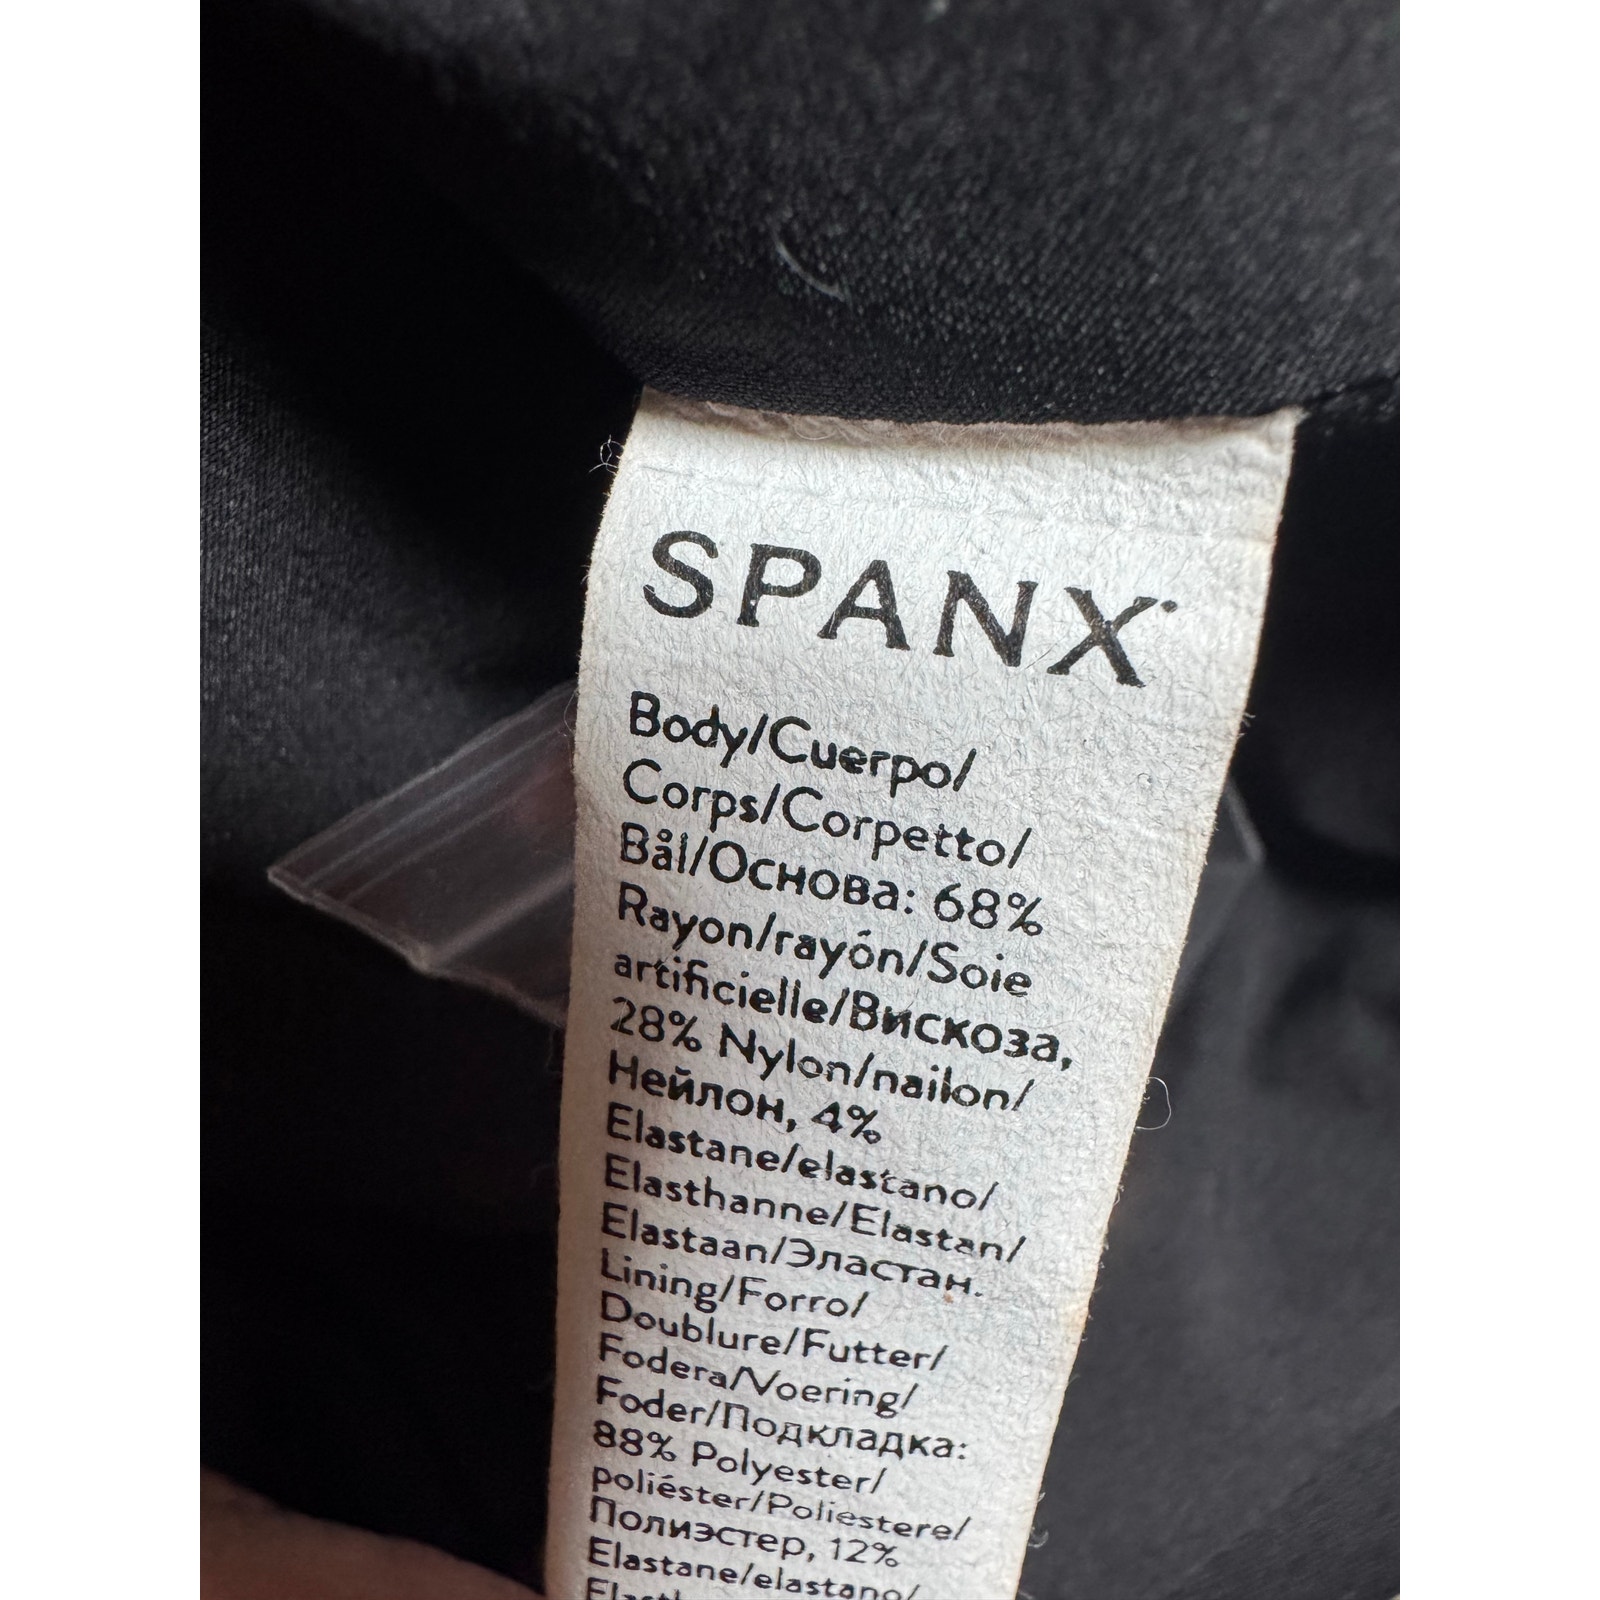 SPANX
Body/Cuerpo/
Corps/Corpetto/
Bål/Основа: 68%
Rayon/rayón/Soie
artificielle/Вискоза,
28% Nylon/nailon/
Нейлон, 4%
Elastane/elastano/
Elasthanne/Elastan/
Elastaan/Эластан.
Lining/Forro/
Doublure/Futter/
Fodera/Voering/
Foder/Подкладка:
88% Polyester/
poliéster/Poliestere/
Полиэстер, 12%
Elastane/elastano/